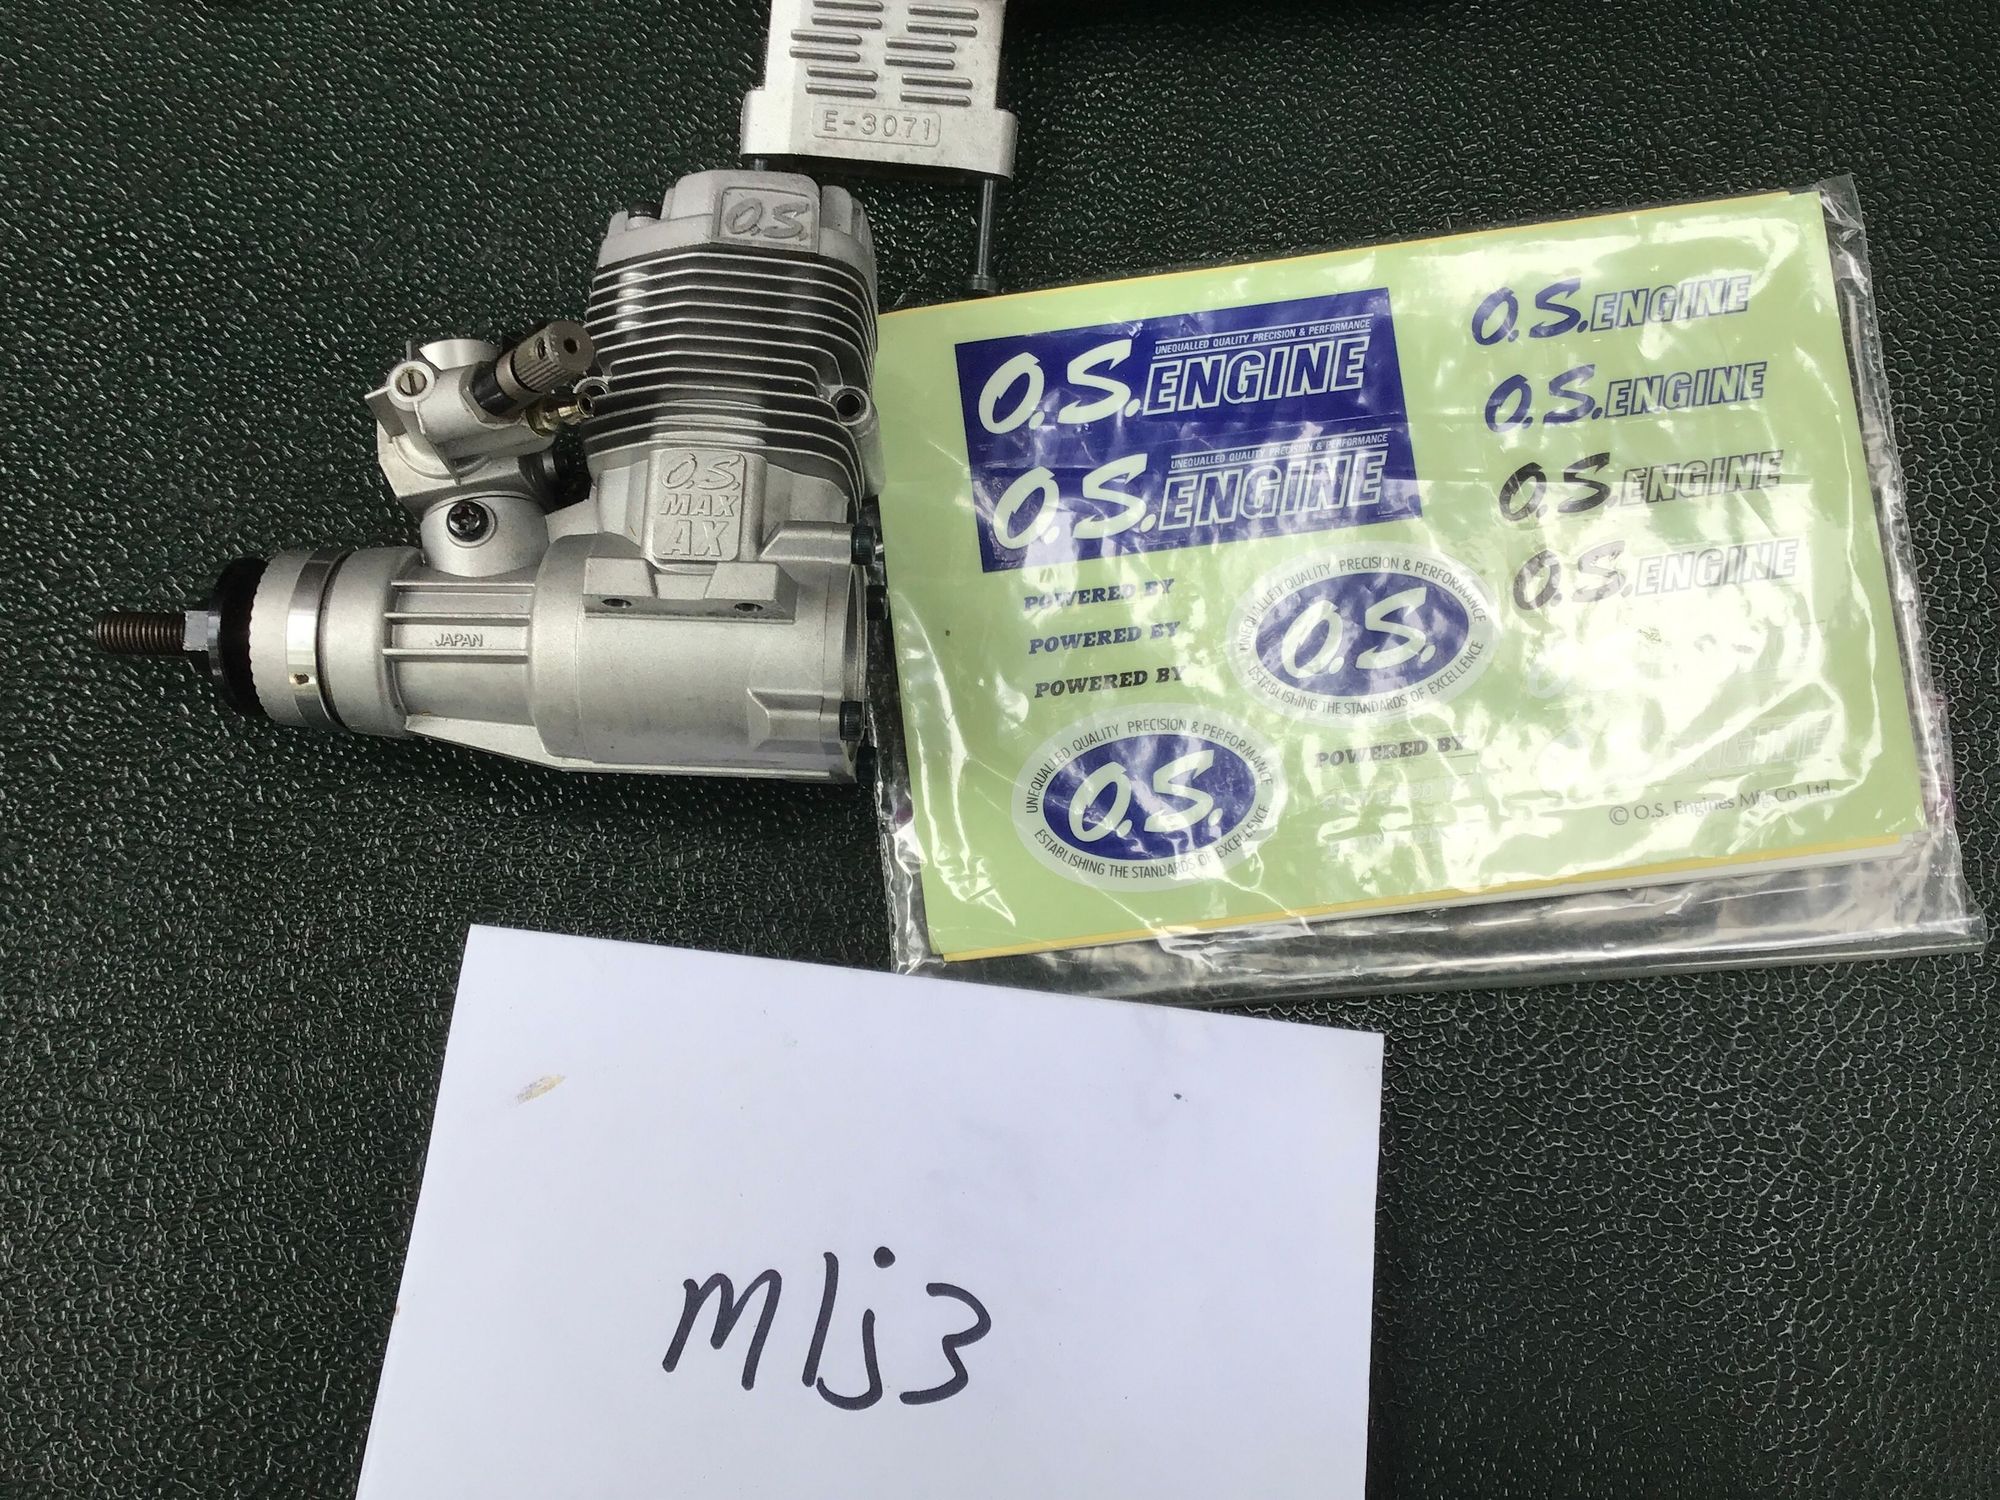 E-3071
O.S.
O.S.
MAX
AX
JAPAN
UNEQUALLED QUALITY PRECISION & PERFORMANCE
O.S. ENGINE
UNEQUALLED QUALITY PRECISION & PERFORMANCE
O.S. ENGINE
O.S. ENGINE
O.S. ENGINE
O.S. ENGINE
O.S. ENGINE
POWERED BY
POWERED BY
POWERED BY
UNEQUALLED QUALITY PRECISION & PERFORMANCE
O.S.
ESTABLISHING THE STANDARDS OF EXCELLENCE
UNEQUALLED QUALITY PRECISION & PERFORMANCE
O.S.
ESTABLISHING THE STANDARDS OF EXCELLENCE
POWERED BY
© O.S. Engines Mfg. Co., Ltd.
mlj3